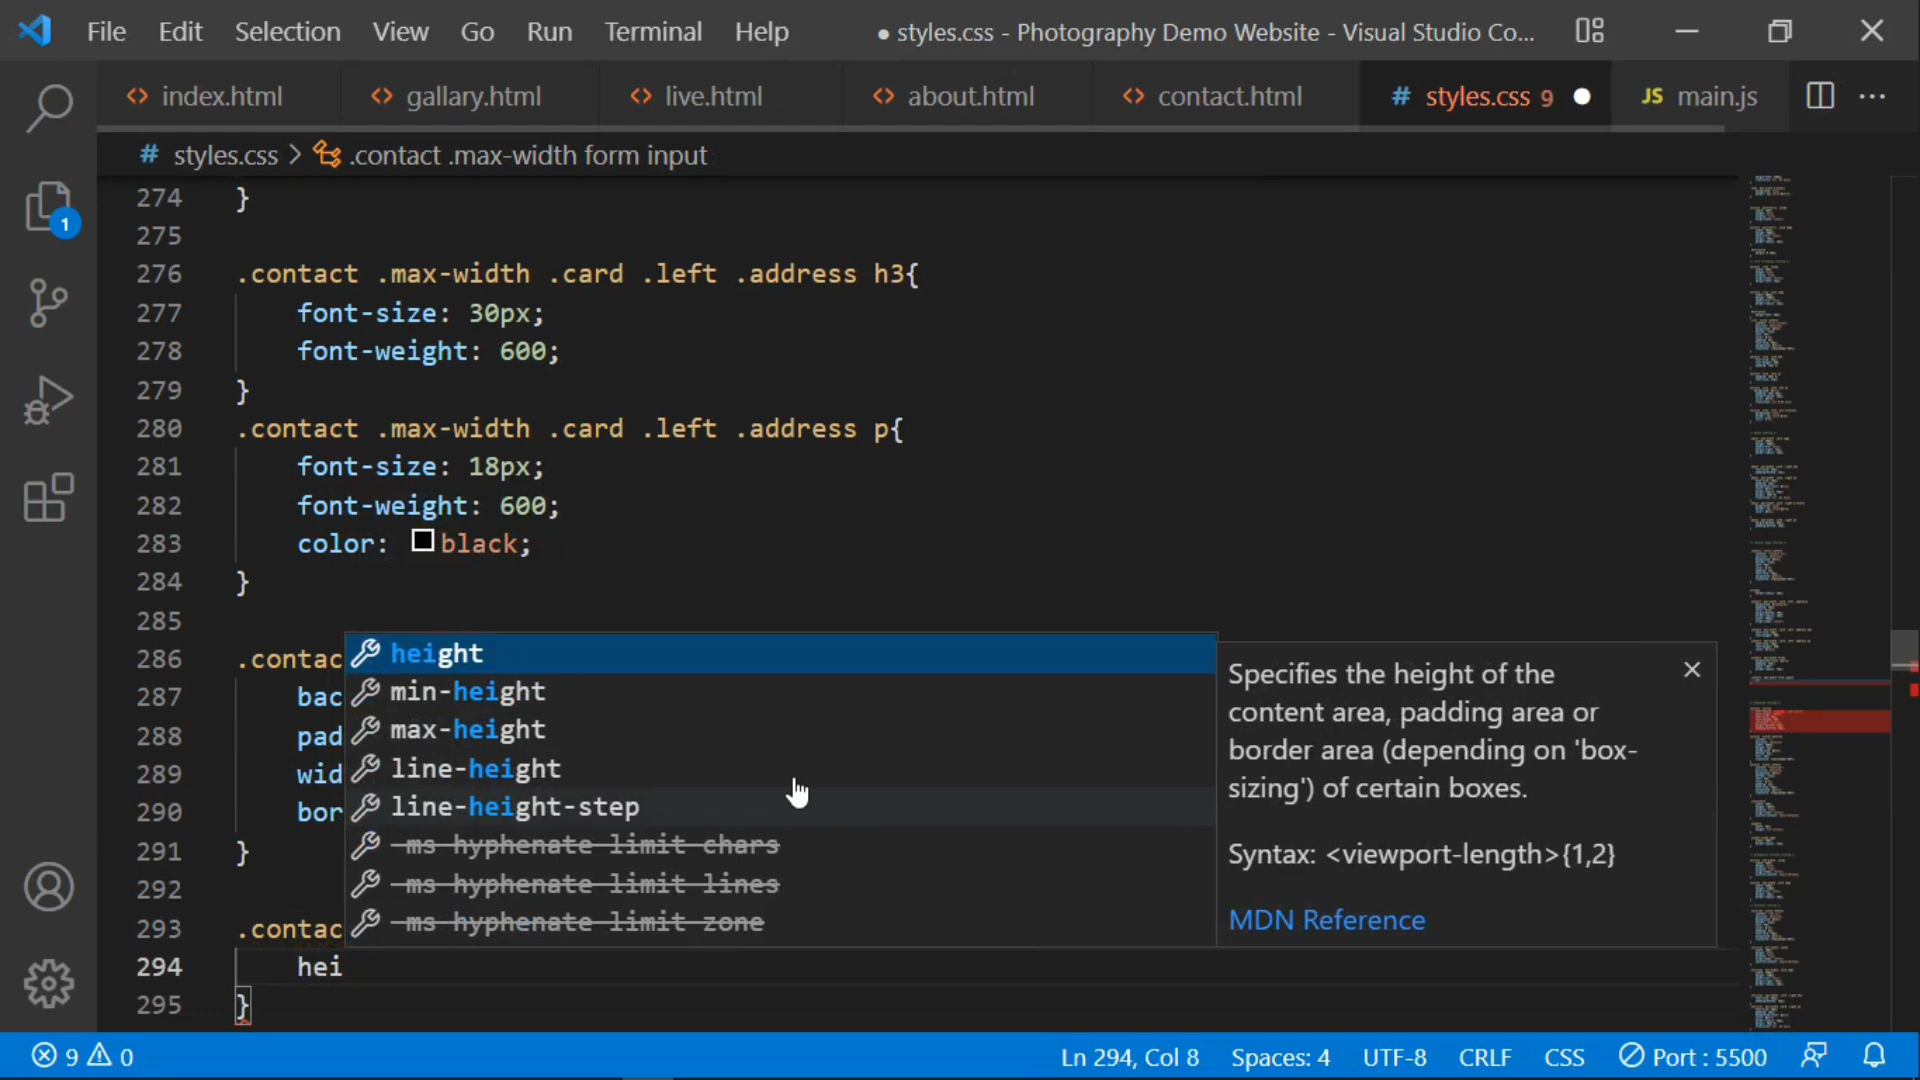 File Edit Selection View Go Run Terminal Help ● styles.css - Photography Demo Website - Visual Studio Co...
<> index.html <> gallary.html <> live.html <> about.html <> contact.html # styles.css 9 ● JS main.js ...
# styles.css > .contact .max-width form input
274 }
275
276 .contact .max-width .card .left .address h3{
277 font-size: 30px;
278 font-weight: 600;
279 }
280 .contact .max-width .card .left .address p{
281 font-size: 18px;
282 font-weight: 600;
283 color: black;
284 }
285
286 .contac
287 bac
288 pad
289 wid
290 bor
291 }
292
293 .contac
294 hei
295 }
height
min-height
max-height
line-height
line-height-step
-ms-hyphenate-limit-chars
-ms-hyphenate-limit-lines
-ms-hyphenate-limit-zone
Specifies the height of the
content area, padding area or
border area (depending on 'box-
sizing') of certain boxes.
Syntax: <viewport-length>{1,2}
MDN Reference
1
9 0 Ln 294, Col 8 Spaces: 4 UTF-8 CRLF CSS Port : 5500